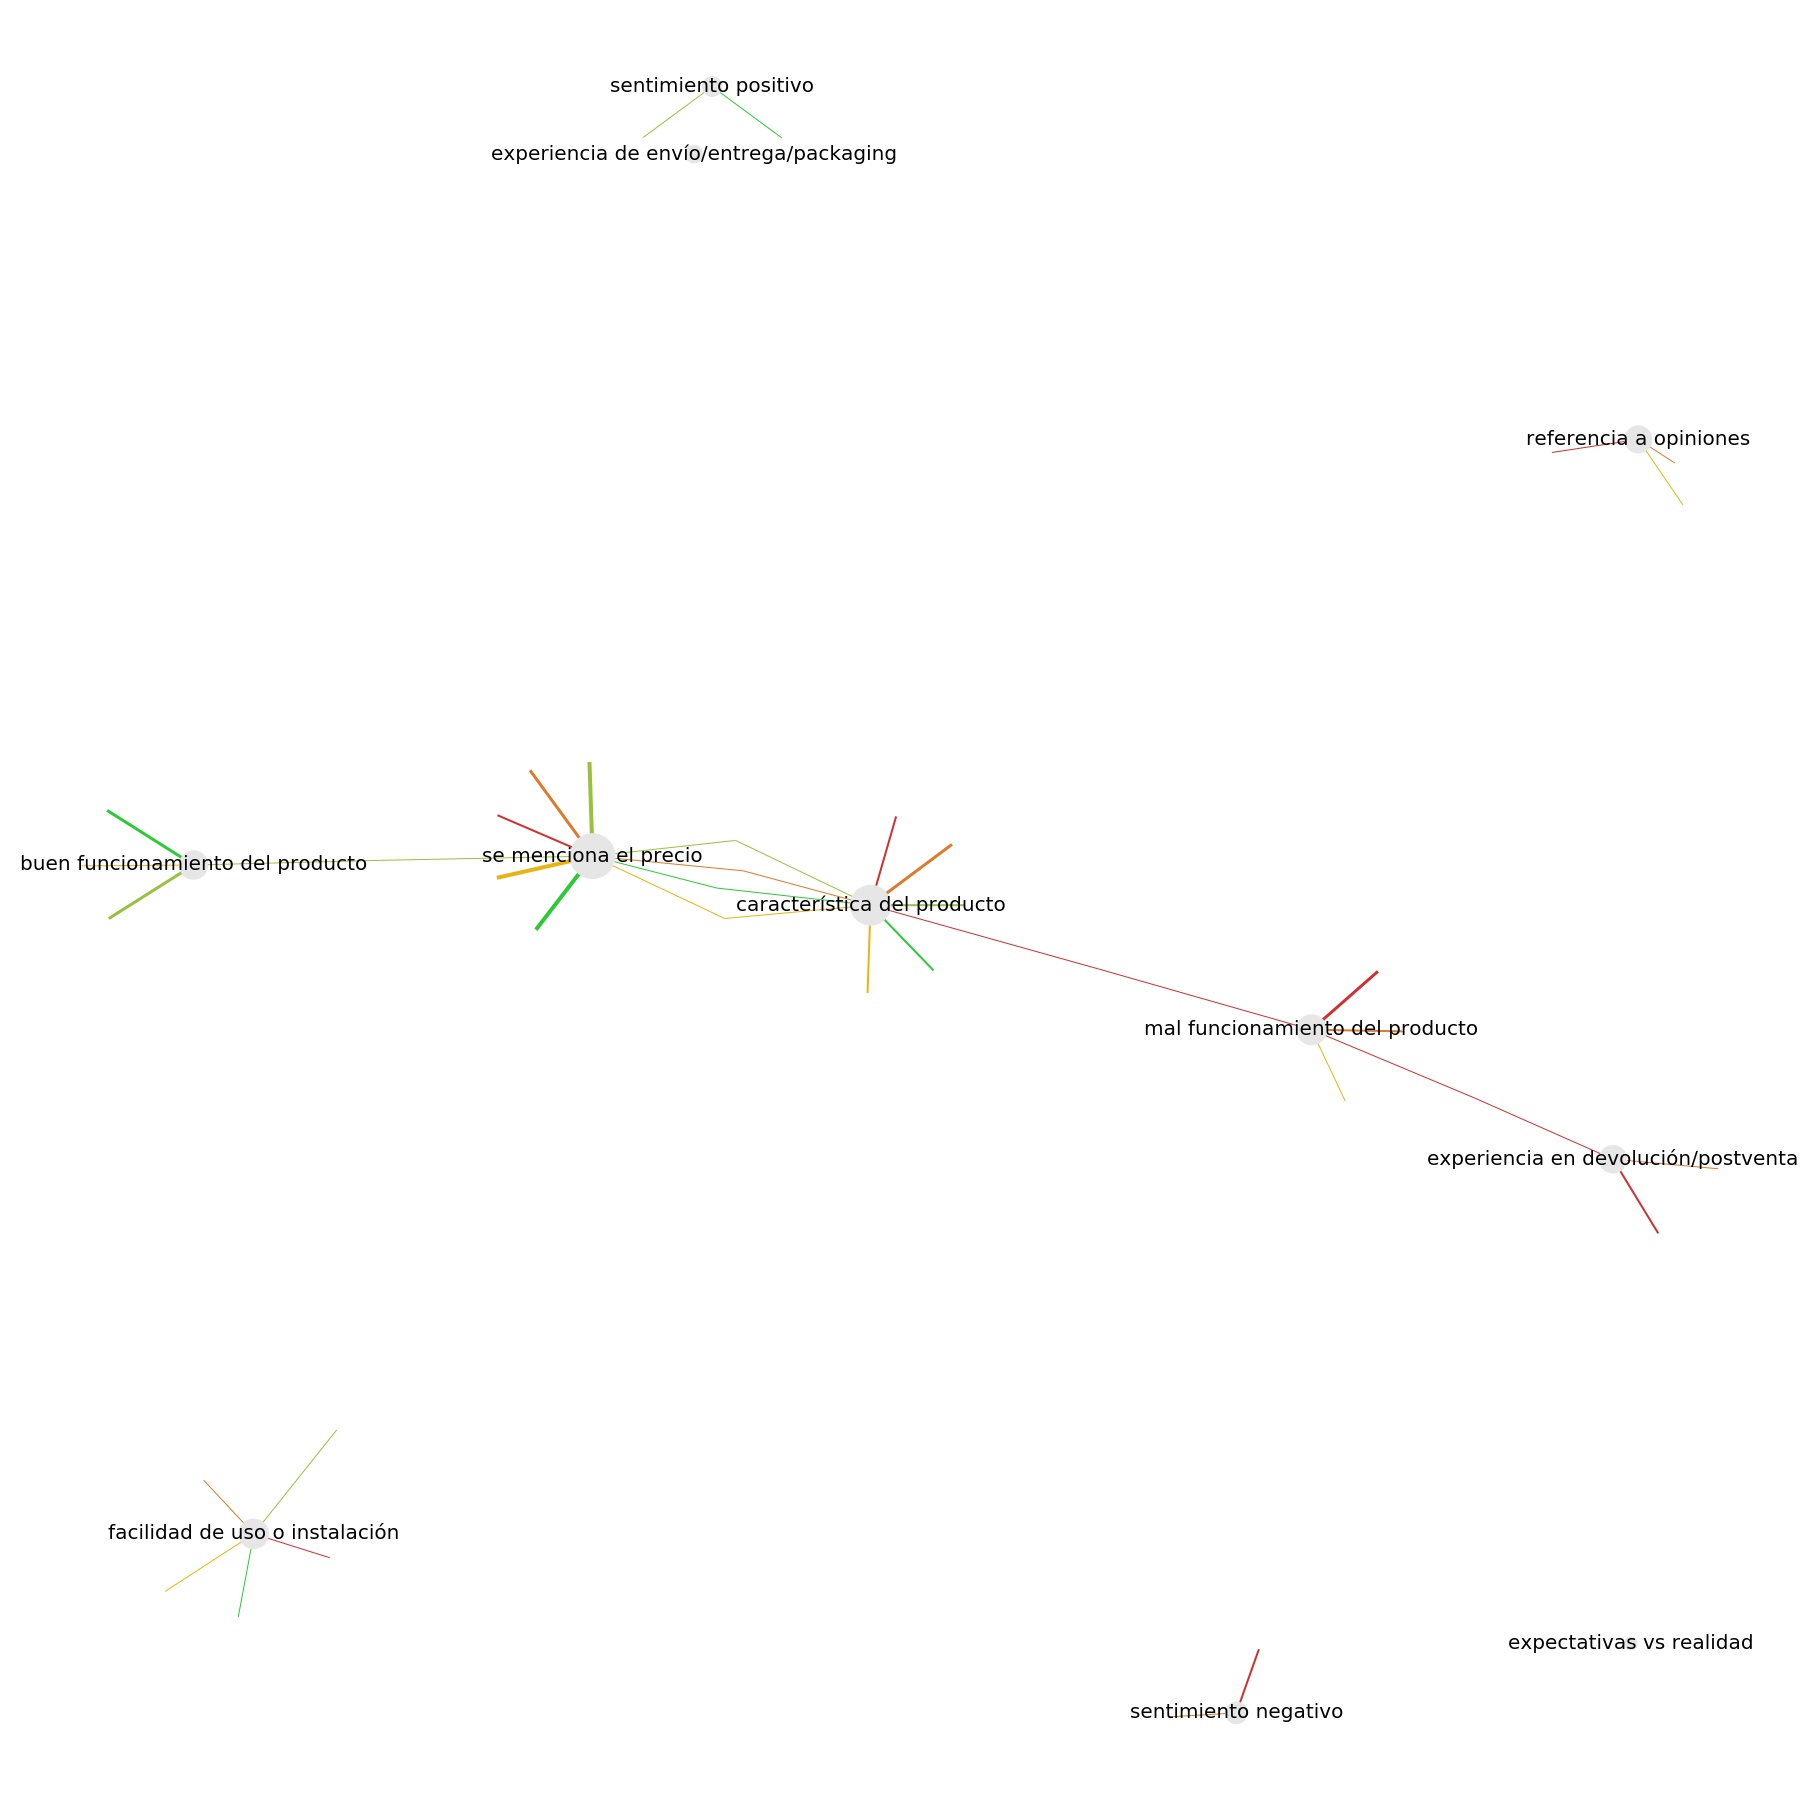 sentimiento positivo
experiencia de envío/entrega/packaging
referencia a opiniones
se menciona el precio
buen funcionamiento del producto
característica del producto
mal funcionamiento del producto
experiencia en devolución/postventa
facilidad de uso o instalación
expectativas vs realidad
sentimiento negativo